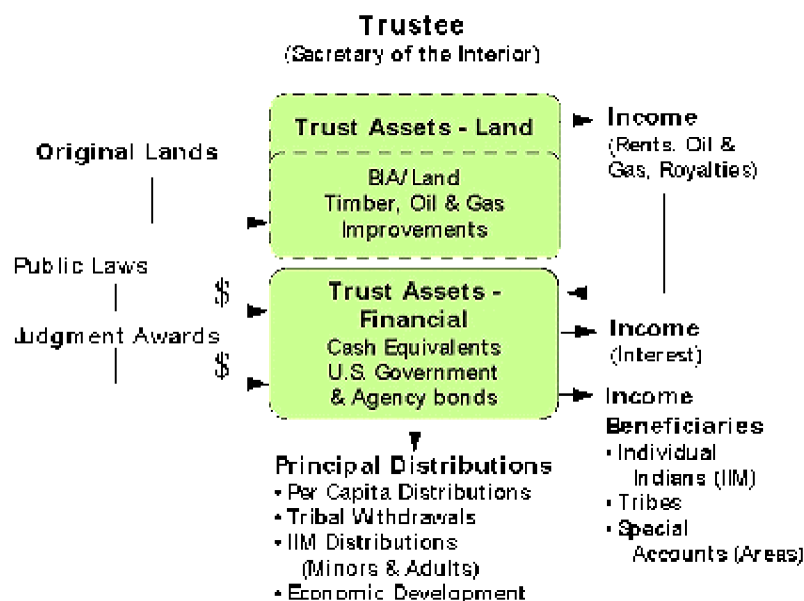 Trustee
(Secretary of the Interior)
Trust Assets - Land
BIA/Land
Timber, Oil & Gas
Improvements
Income
(Rents. Oil &
Gas, Royalties)
Original Lands
Public Laws
$
Judgment Awards
$
Trust Assets -
Financial
Cash Equivalents
U.S. Government
& Agency bonds
Income
(Interest)
Income
Beneficiaries
• Individual
Indians (IIM)
• Tribes
• Special
Accounts (Areas)
Principal Distributions
• Per Capita Distributions
• Tribal Withdrawals
• IIM Distributions
(Minors & Adults)
• Economic Development